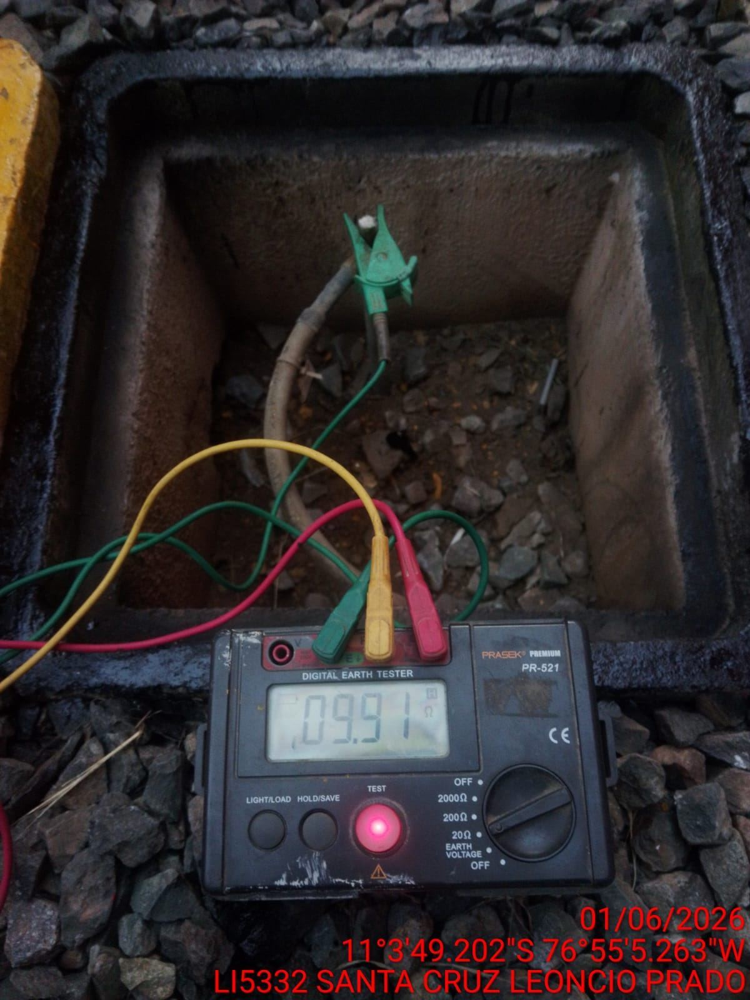 V
E
DIGITAL EARTH TESTER
PRASEK® PREMIUM
PR-521
09.91
H
Ω
CE
LIGHT/LOAD HOLD/SAVE
TEST
OFF
2000Ω
200Ω
20Ω
EARTH
VOLTAGE
OFF
01/06/2026
11°3'49.202"S 76°55'5.263"W
LI5332 SANTA CRUZ LEONCIO PRADO